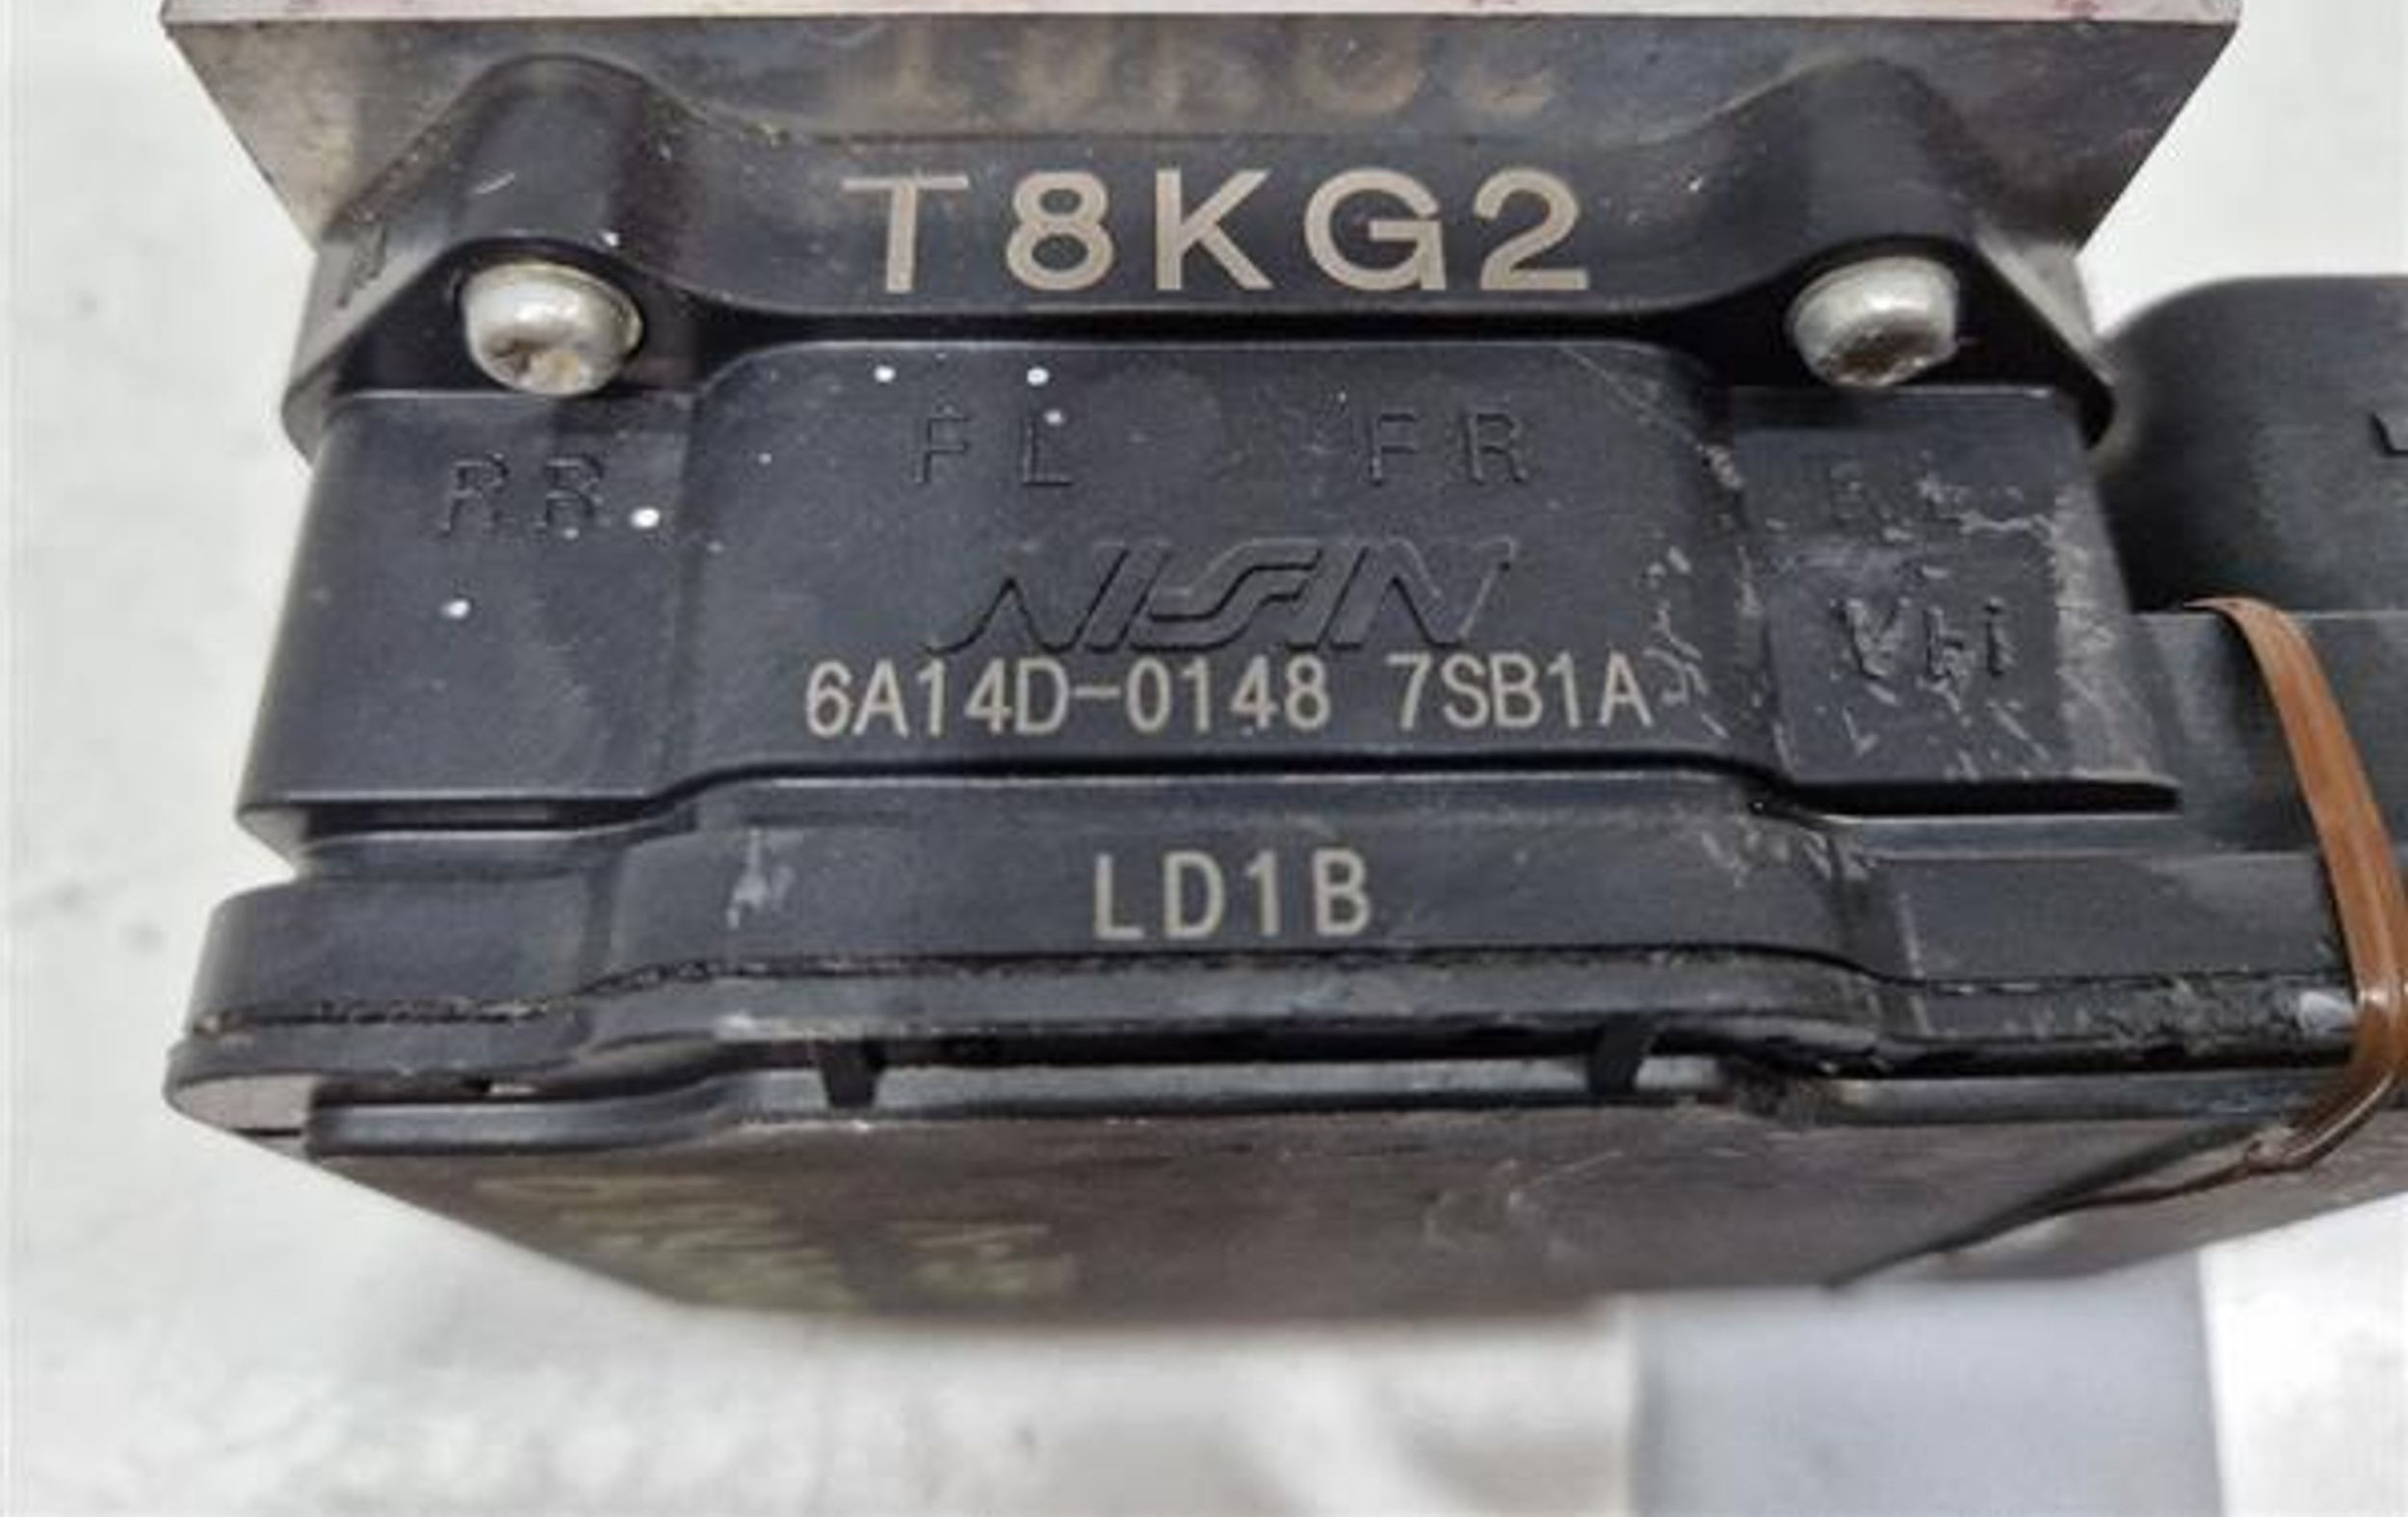 T8KG2
FL FR
RR
NISSIN
6A14D-0148 7SB1A
LD1B